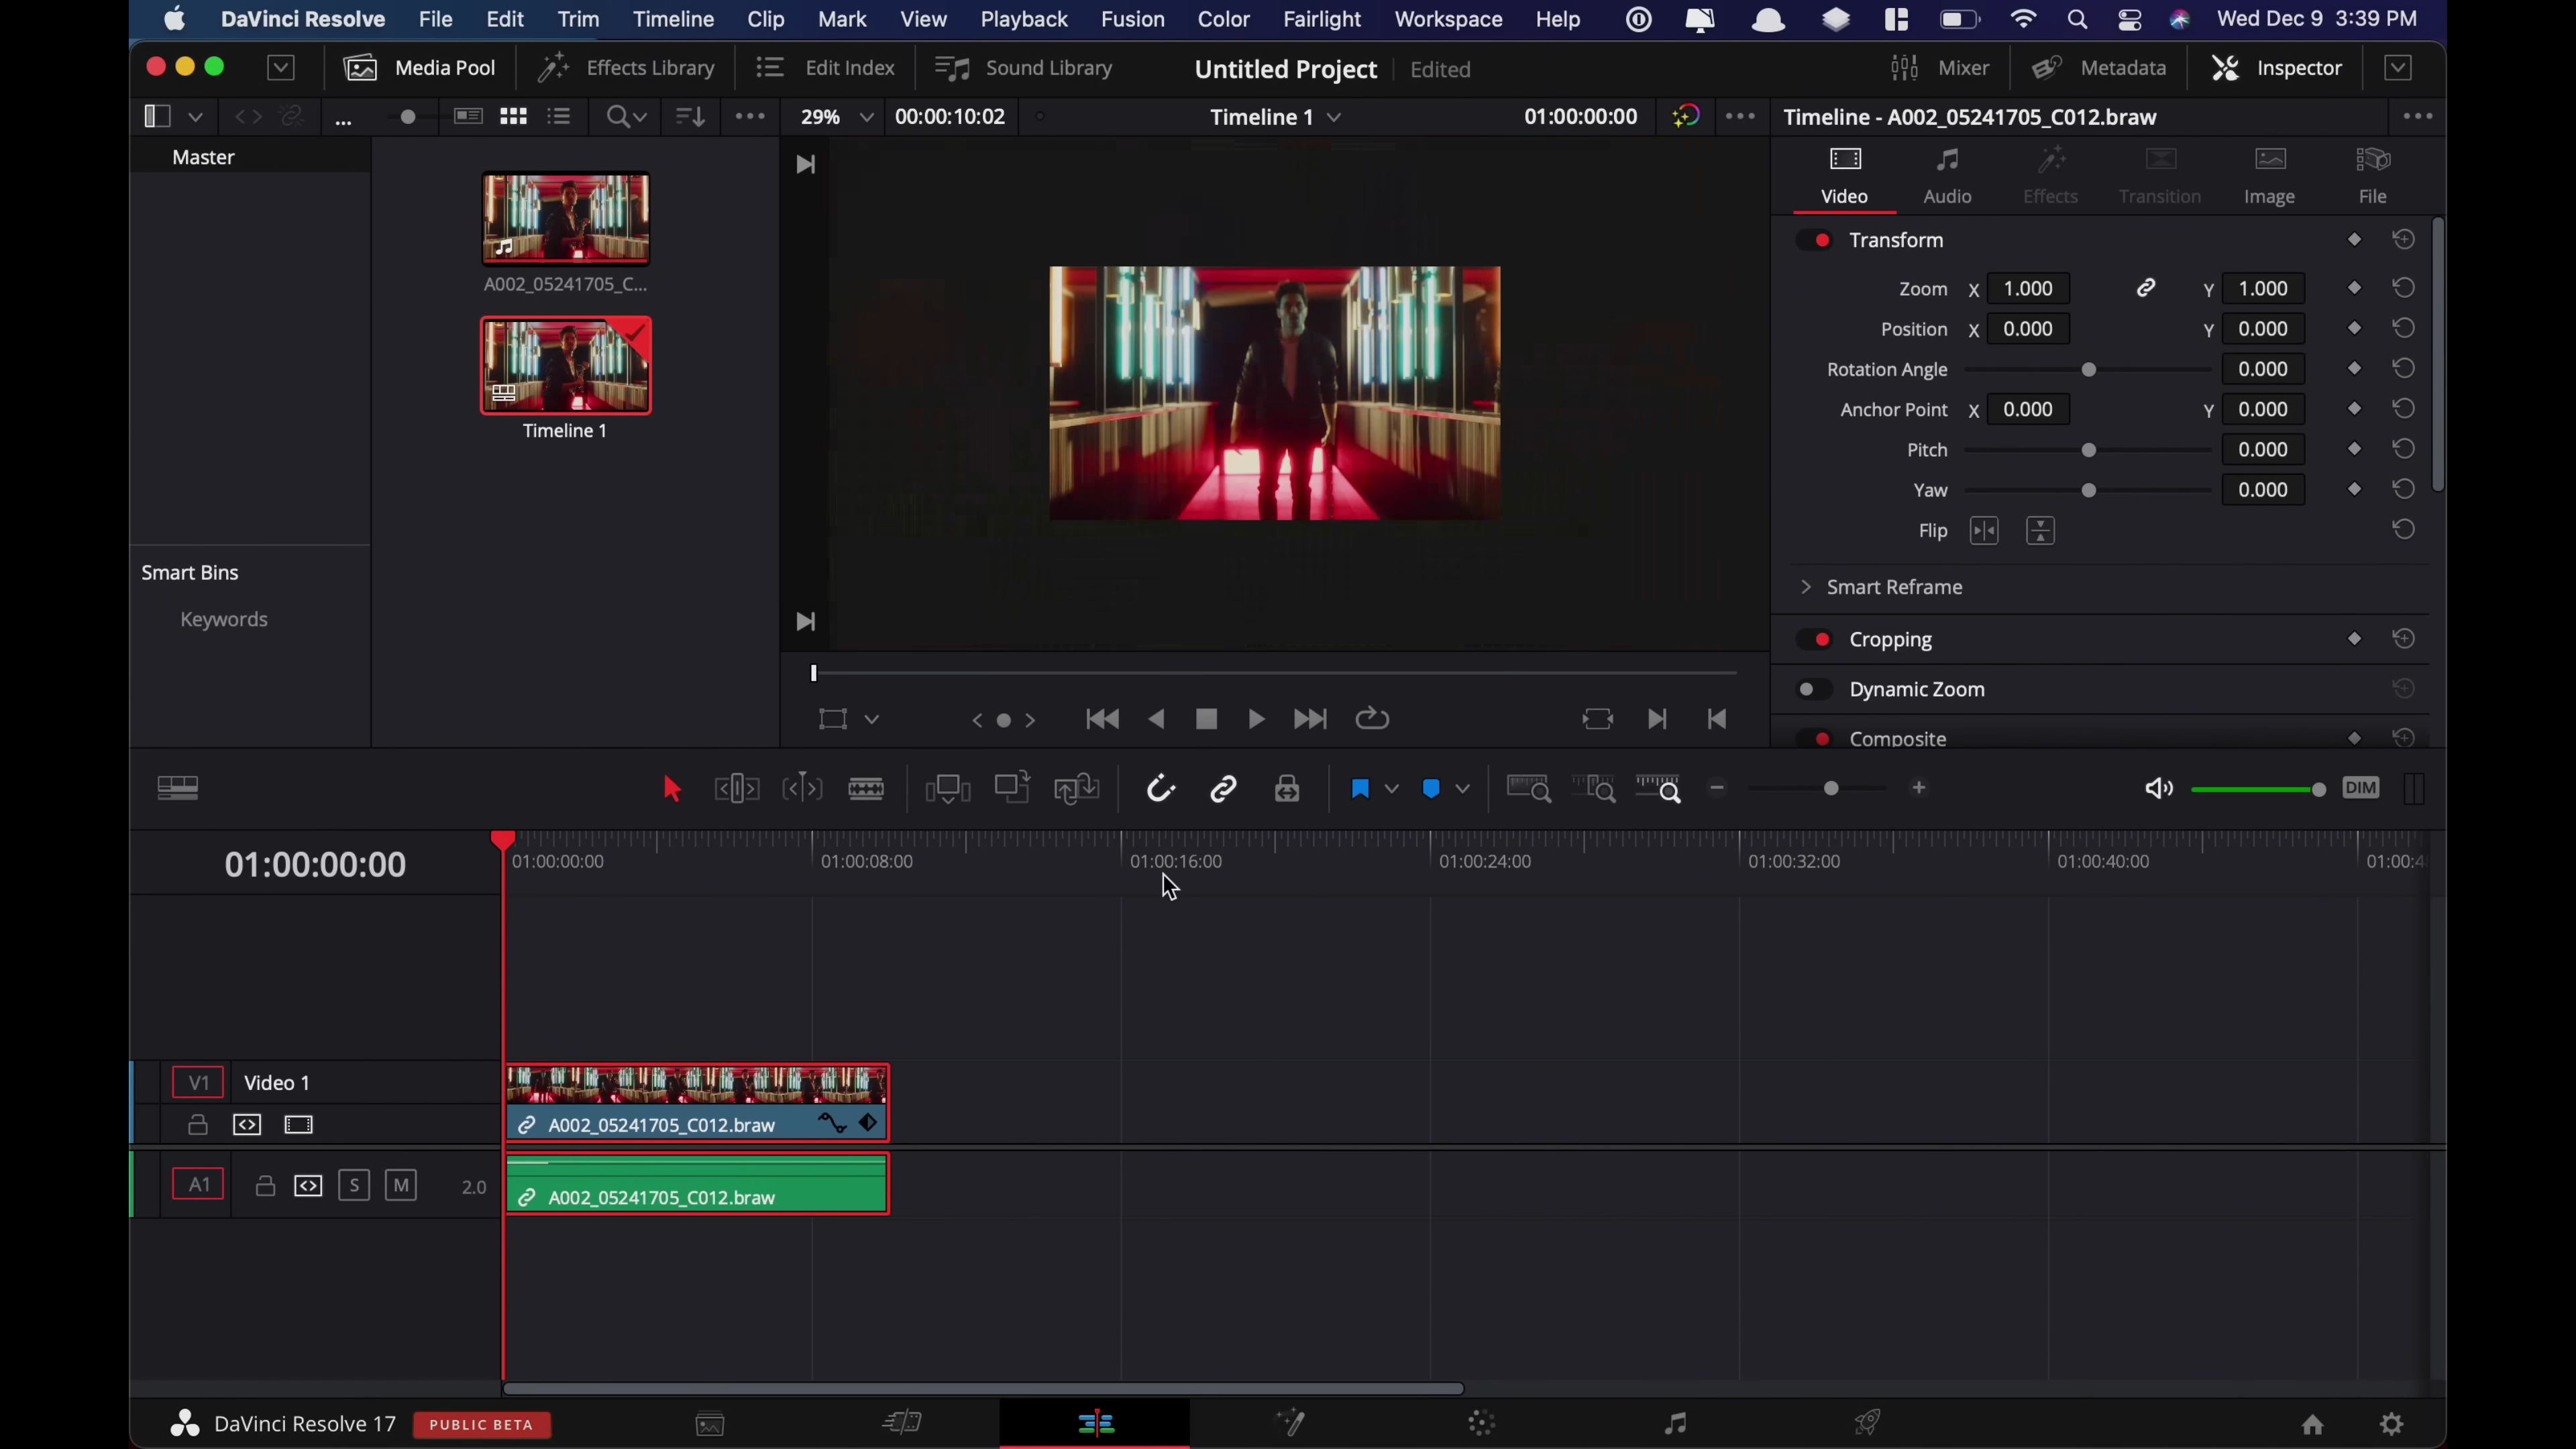 DaVinci Resolve File Edit Trim Timeline Clip Mark View Playback Fusion Color Fairlight Workspace Help Wed Dec 9 3:39 PM
Media Pool Effects Library Edit Index Sound Library Untitled Project Edited Mixer Metadata Inspector
... 29% 00:00:10:02 Timeline 1 01:00:00:00 Timeline - A002_05241705_C012.braw
Master
Video Audio Effects Transition Image File
Transform
A002_05241705_C...
Zoom X 1.000 Y 1.000
Position X 0.000 Y 0.000
Rotation Angle 0.000
Anchor Point X 0.000 Y 0.000
Timeline 1
Pitch 0.000
Yaw 0.000
Flip
Smart Bins
Smart Reframe
Keywords
Cropping
Dynamic Zoom
Composite
DIM
01:00:00:00
01:00:00:00 01:00:08:00 01:00:16:00 01:00:24:00 01:00:32:00 01:00:40:00 01:00:4
V1 Video 1
A002_05241705_C012.braw
A1 S M 2.0
A002_05241705_C012.braw
DaVinci Resolve 17 PUBLIC BETA